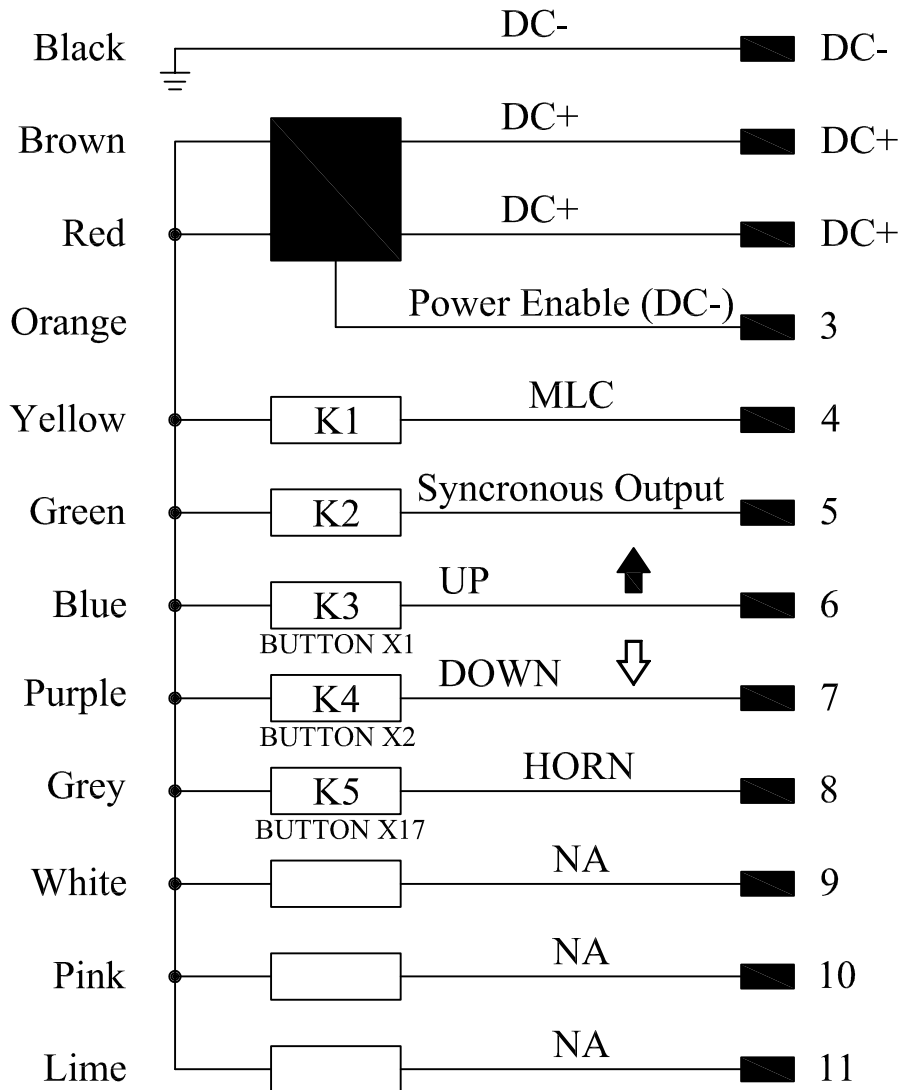 Black DC- DC-
Brown DC+ DC+
Red DC+ DC+
Orange Power Enable (DC-) 3
Yellow K1 MLC 4
Green K2 Syncronous Output 5
Blue K3 UP 6
BUTTON X1
Purple K4 DOWN 7
BUTTON X2
Grey K5 HORN 8
BUTTON X17
White NA 9
Pink NA 10
Lime NA 11